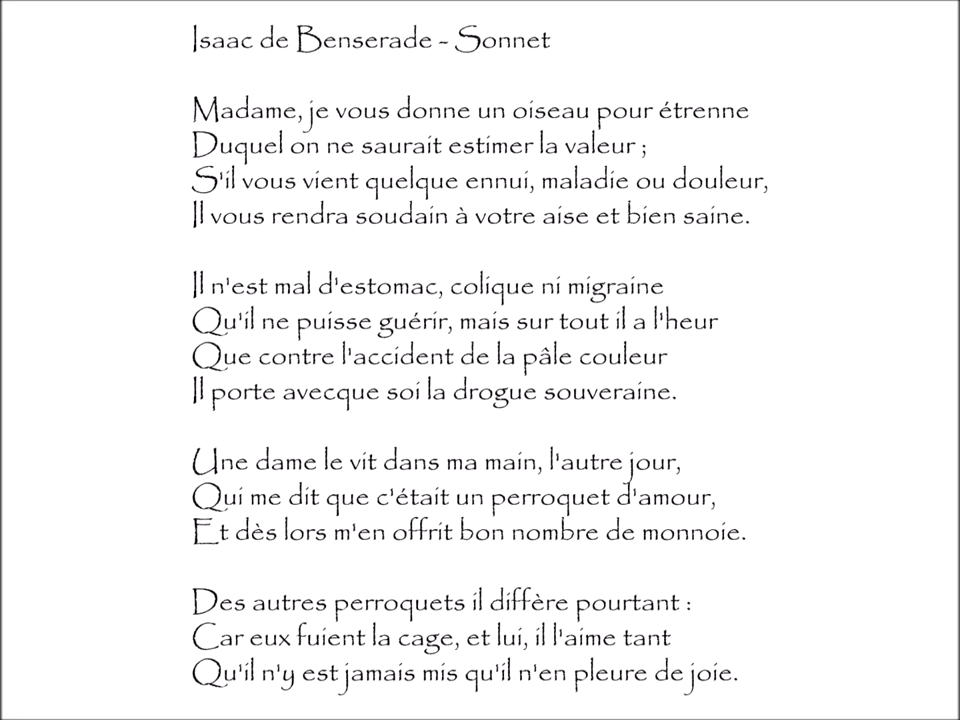 Isaac de Benserade - Sonnet
Madame, je vous donne un oiseau pour étrenne
Duquel on ne saurait estimer la valeur ;
S'il vous vient quelque ennui, maladie ou douleur,
Il vous rendra soudain à votre aise et bien saine.
Il n'est mal d'estomac, colique ni migraine
Qu'il ne puisse guérir, mais sur tout il a l'heur
Que contre l'accident de la pâle couleur
Il porte avecque soi la drogue souveraine.
Une dame le vit dans ma main, l'autre jour,
Qui me dit que c'était un perroquet d'amour,
Et dès lors m'en offrit bon nombre de monnoie.
Des autres perroquets il diffère pourtant :
Car eux fuient la cage, et lui, il l'aime tant
Qu'il n'y est jamais mis qu'il n'en pleure de joie.